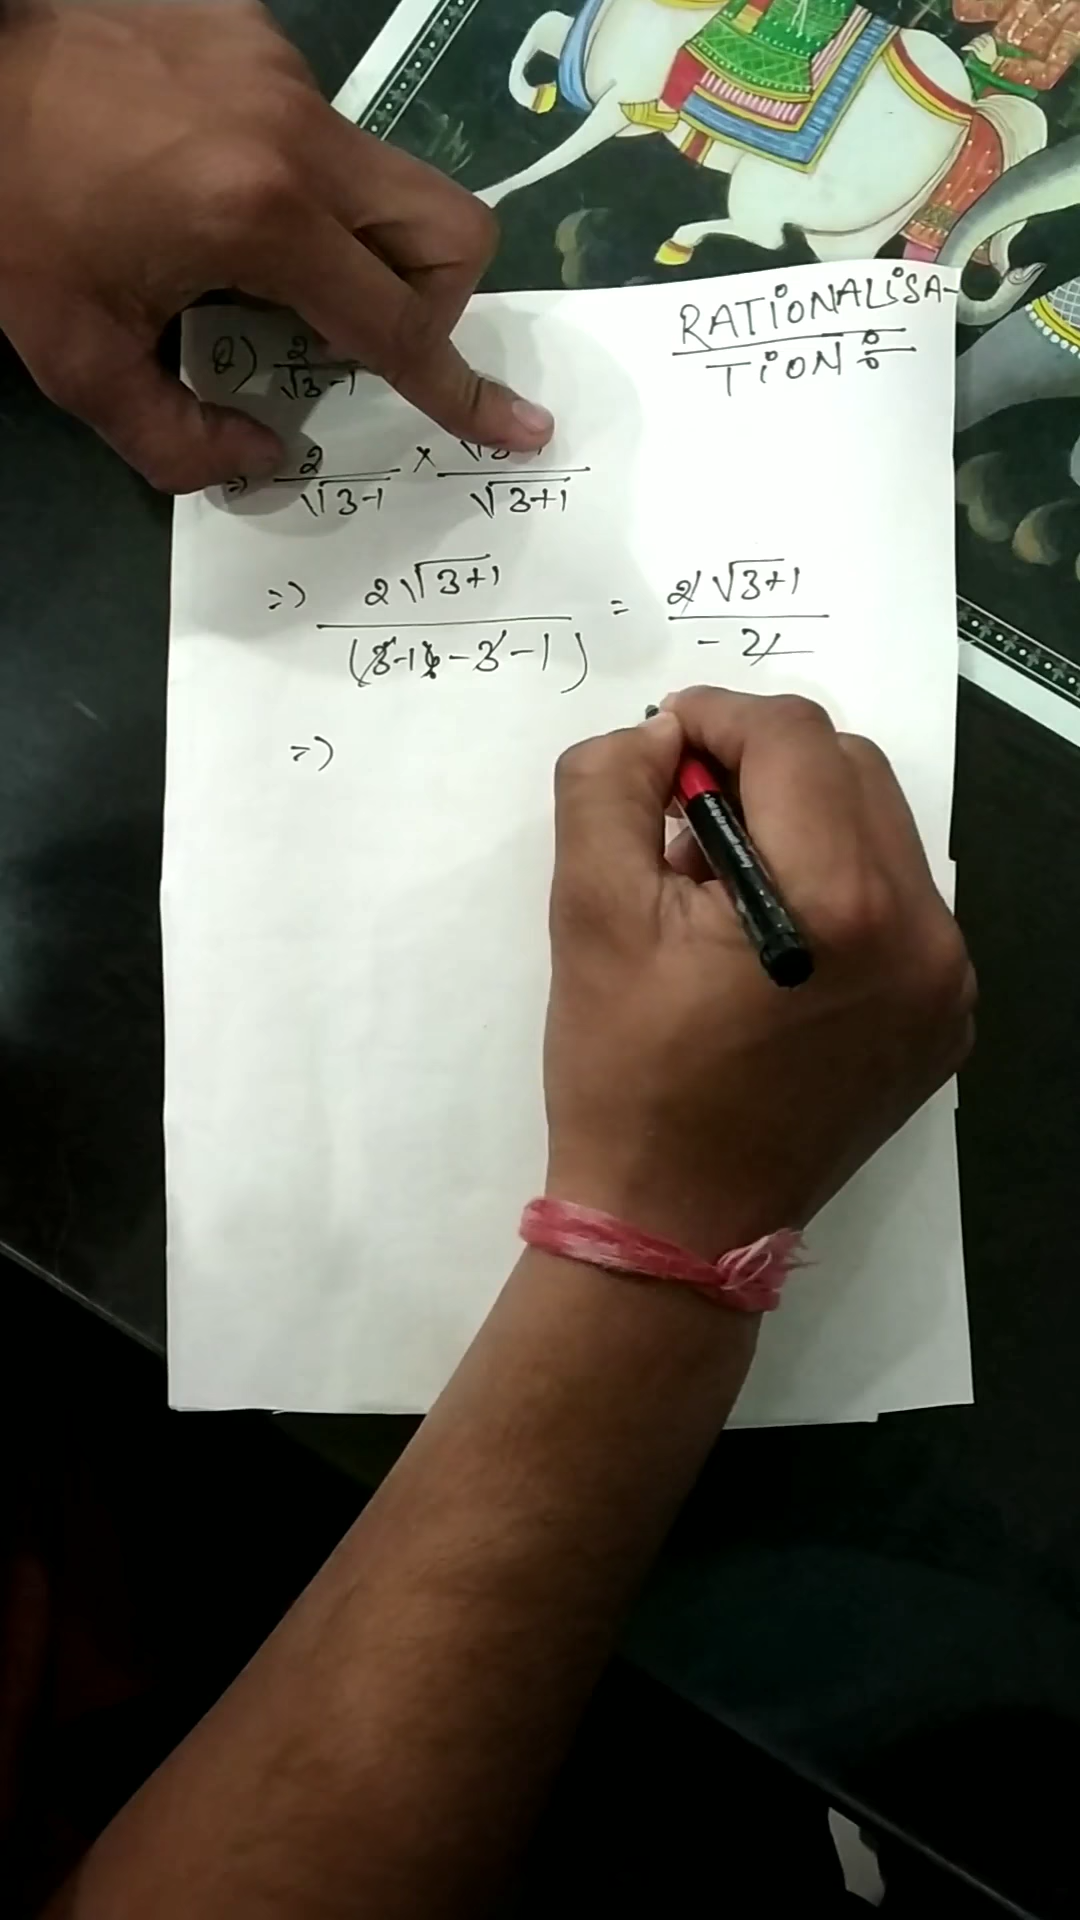 RATIONALISA-
TION :
Q) 2/√3-1
=> 2/√3-1 × /√3+1
=> 2√3+1/(3-1-3-1) = 2√3+1/-2
=>